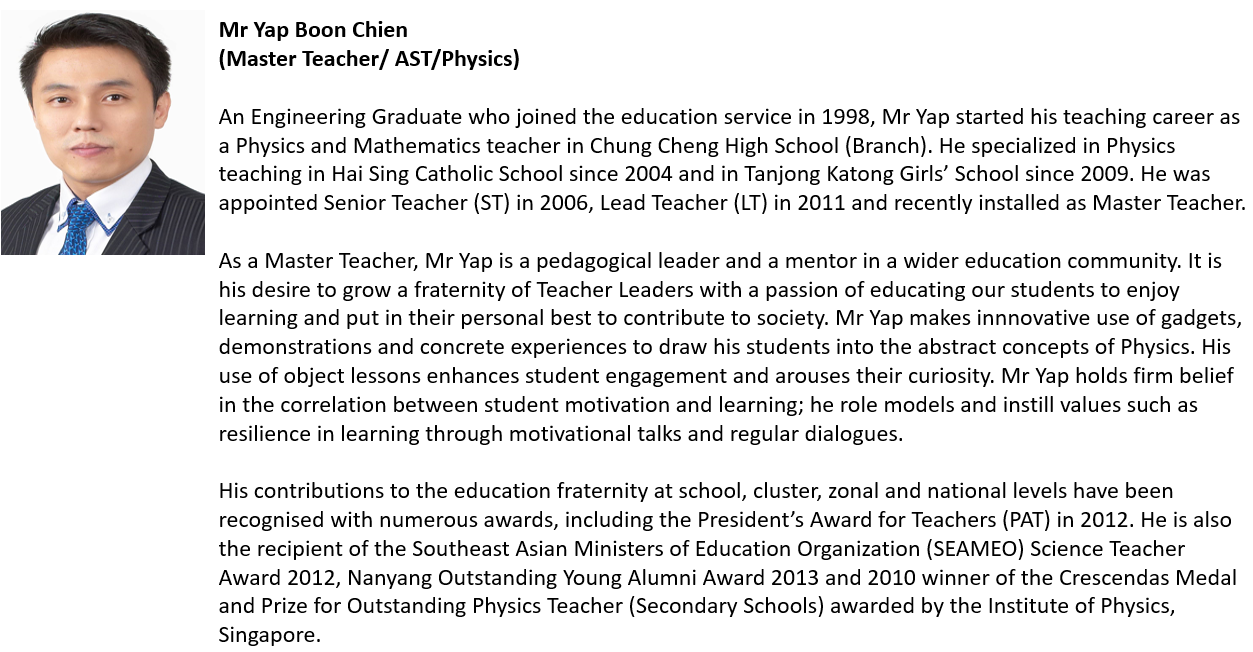 Mr Yap Boon Chien
(Master Teacher/ AST/Physics)
An Engineering Graduate who joined the education service in 1998, Mr Yap started his teaching career as
a Physics and Mathematics teacher in Chung Cheng High School (Branch). He specialized in Physics
teaching in Hai Sing Catholic School since 2004 and in Tanjong Katong Girls’ School since 2009. He was
appointed Senior Teacher (ST) in 2006, Lead Teacher (LT) in 2011 and recently installed as Master Teacher.
As a Master Teacher, Mr Yap is a pedagogical leader and a mentor in a wider education community. It is
his desire to grow a fraternity of Teacher Leaders with a passion of educating our students to enjoy
learning and put in their personal best to contribute to society. Mr Yap makes innnovative use of gadgets,
demonstrations and concrete experiences to draw his students into the abstract concepts of Physics. His
use of object lessons enhances student engagement and arouses their curiosity. Mr Yap holds firm belief
in the correlation between student motivation and learning; he role models and instill values such as
resilience in learning through motivational talks and regular dialogues.
His contributions to the education fraternity at school, cluster, zonal and national levels have been
recognised with numerous awards, including the President’s Award for Teachers (PAT) in 2012. He is also
the recipient of the Southeast Asian Ministers of Education Organization (SEAMEO) Science Teacher
Award 2012, Nanyang Outstanding Young Alumni Award 2013 and 2010 winner of the Crescendas Medal
and Prize for Outstanding Physics Teacher (Secondary Schools) awarded by the Institute of Physics,
Singapore.